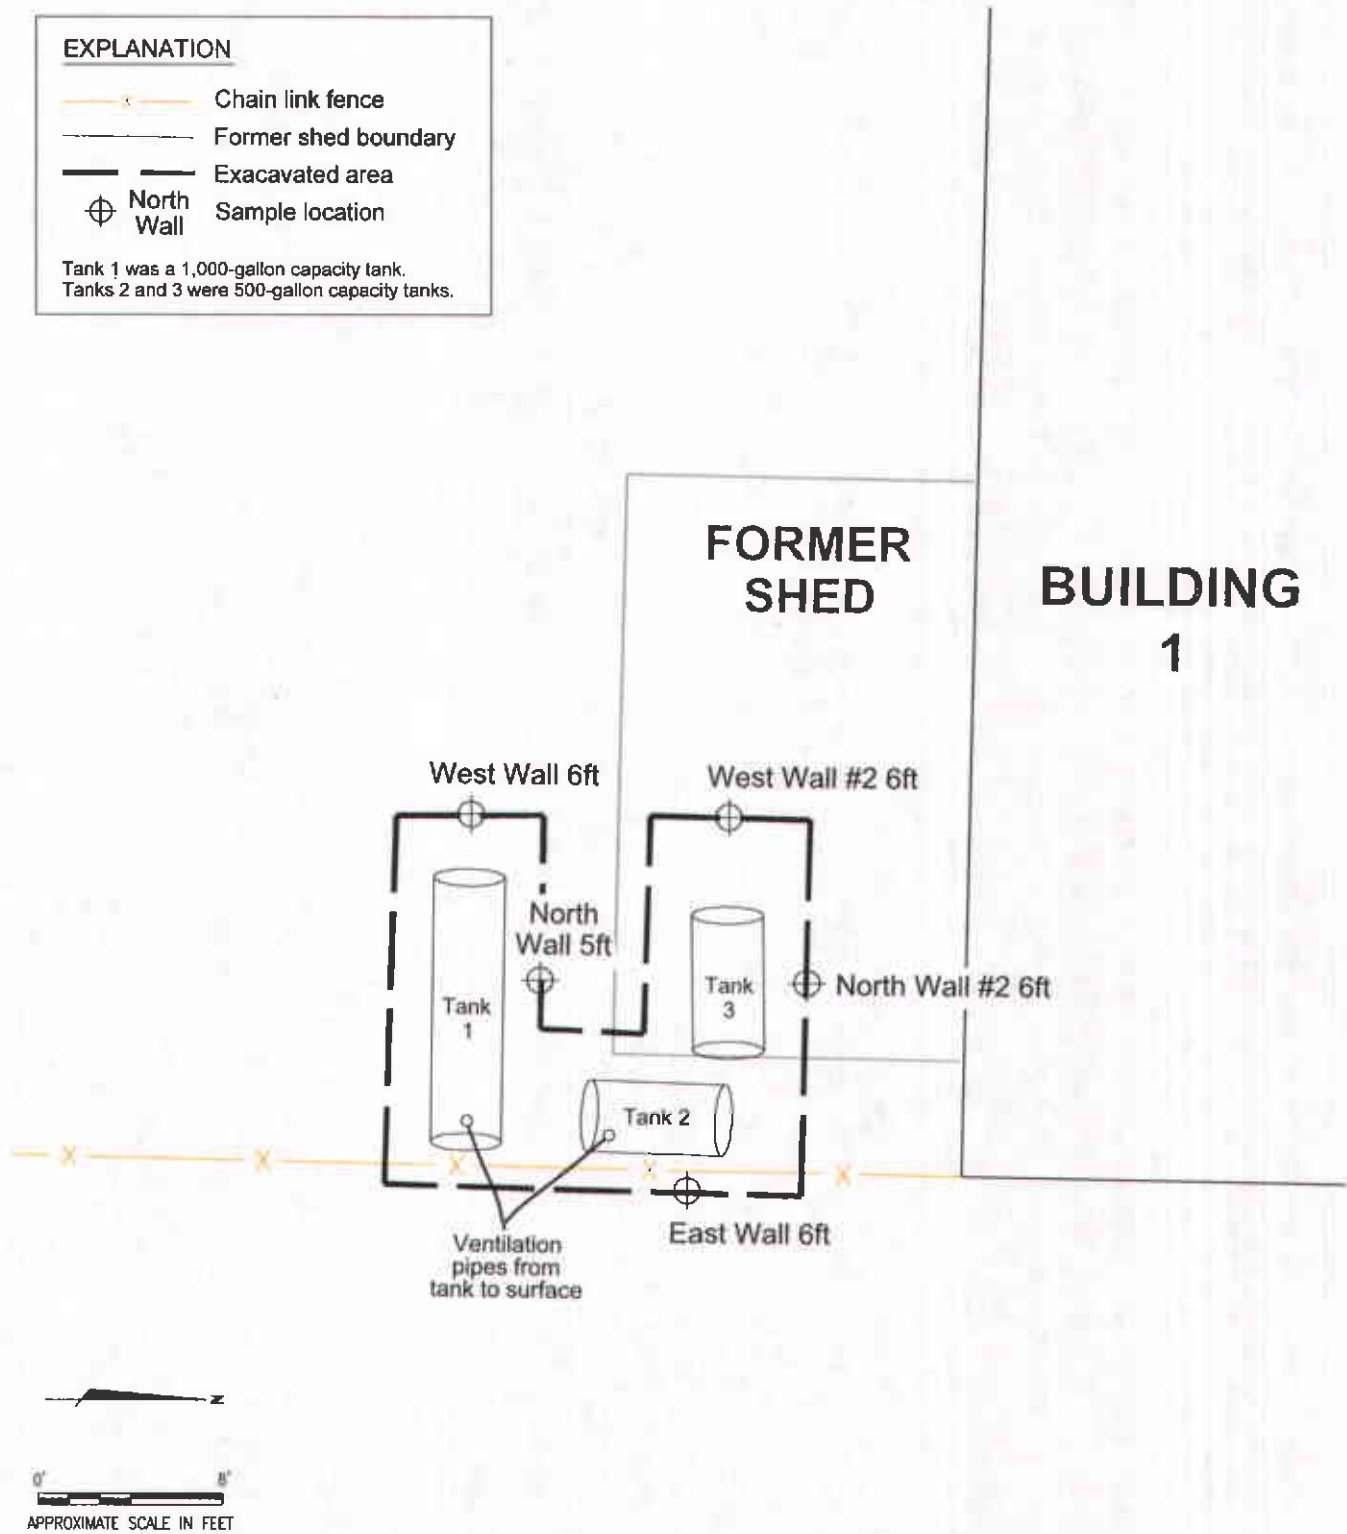 EXPLANATION
x
Chain link fence
Former shed boundary
Exacavated area
North
Wall
Sample location
Tank 1 was a 1,000-gallon capacity tank.
Tanks 2 and 3 were 500-gallon capacity tanks.
FORMER
SHED
BUILDING
1
West Wall 6ft
West Wall #2 6ft
North
Wall 5ft
Tank
1
Tank
3
North Wall #2 6ft
Tank 2
X X X X X
East Wall 6ft
Ventilation
pipes from
tank to surface
N
0' 8'
APPROXIMATE SCALE IN FEET